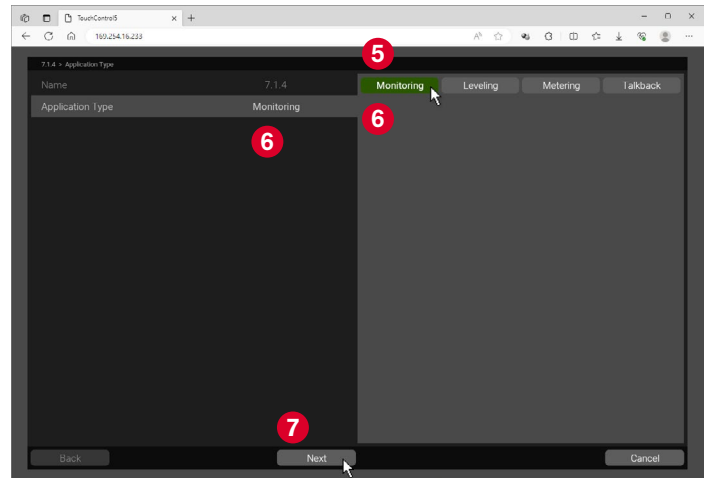 TouchControl5
169.254.16.233
5
7.1.4 > Application Type
Name 7.1.4
Monitoring Leveling Metering Talkback
Application Type Monitoring
6
6
7
Back Next Cancel